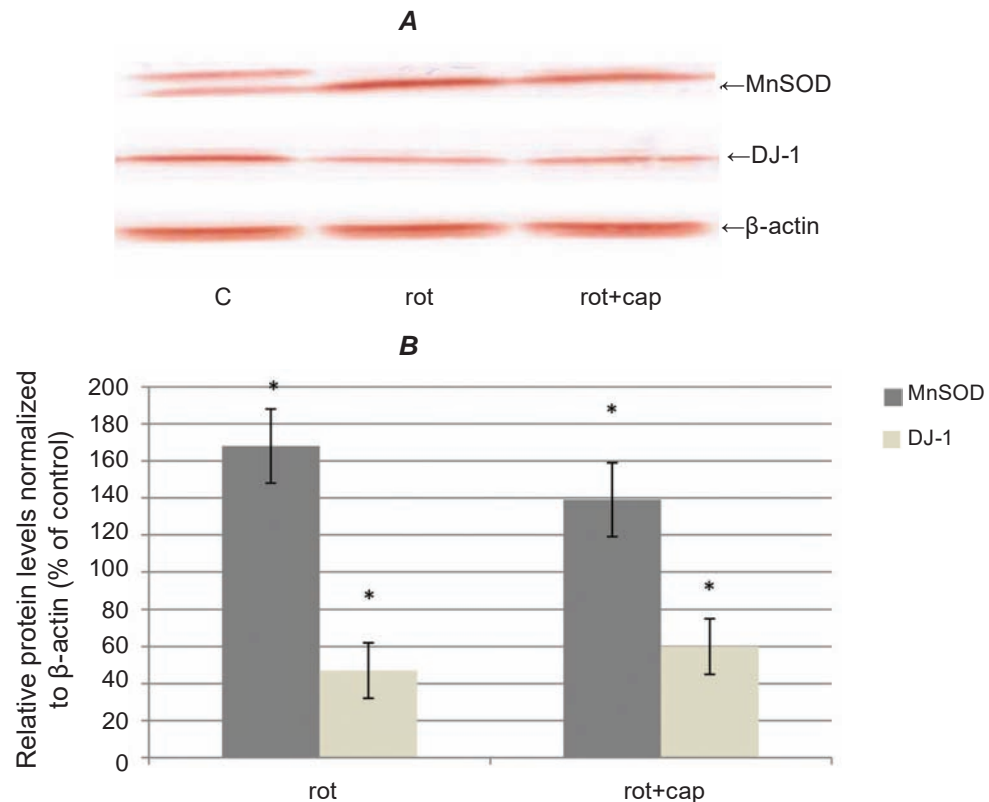 A
←MnSOD
←DJ-1
←β-actin
C rot rot+cap
B
Relative protein levels normalized
to β-actin (% of control)
200
180
160
140
120
100
80
60
40
20
0
*
*
*
*
rot rot+cap
MnSOD
DJ-1